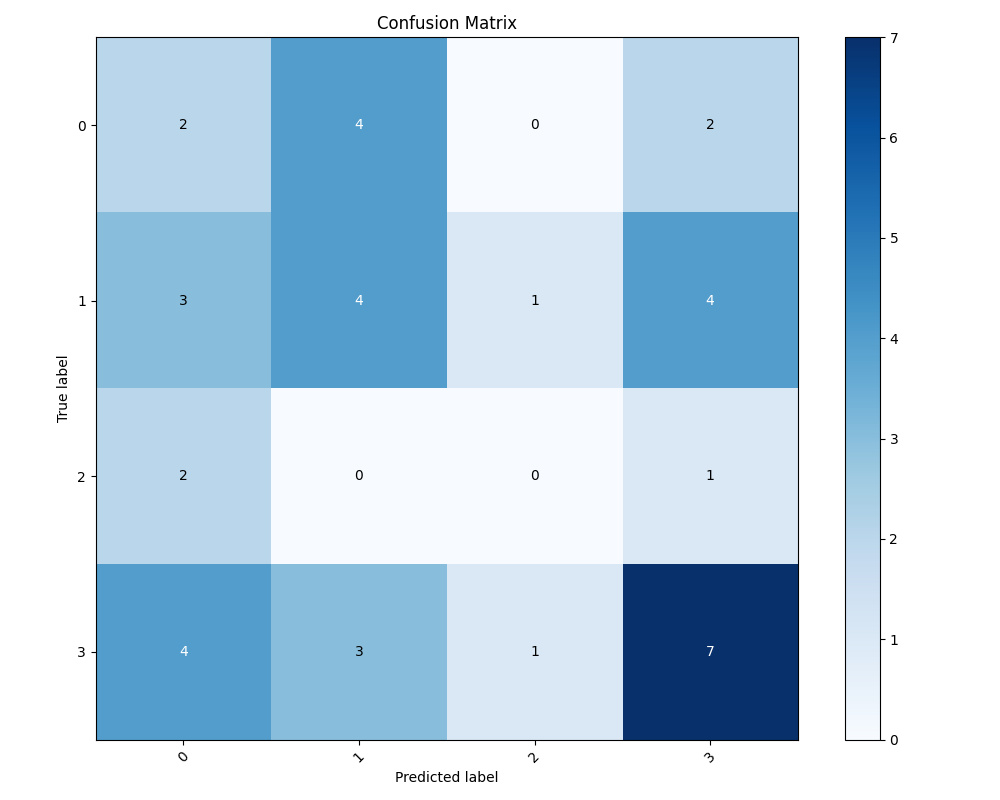 Confusion Matrix
True label
0 2 4 0 2
1 3 4 1 4
2 2 0 0 1
3 4 3 1 7
0 1 2 3
Predicted label
7
6
5
4
3
2
1
0